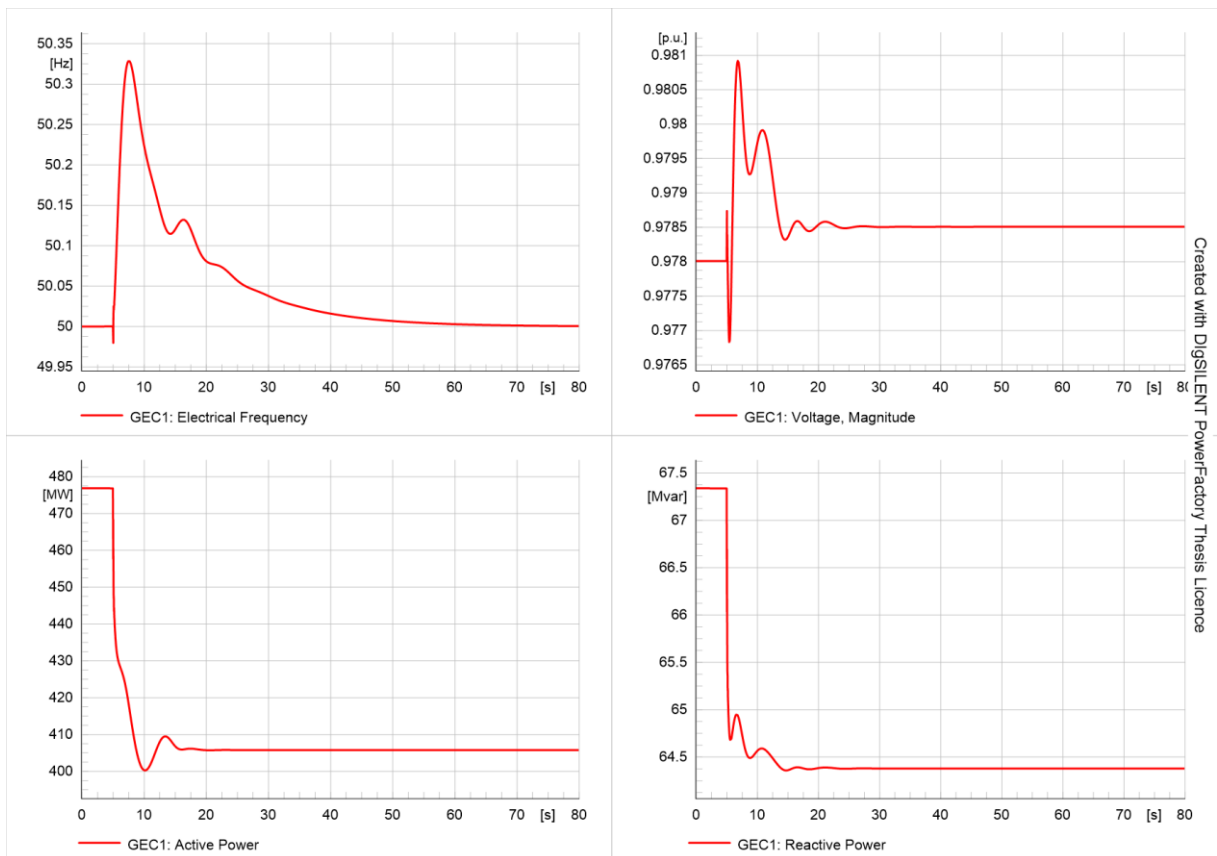 50.35
[Hz]
50.3
50.25
50.2
50.15
50.1
50.05
50
49.95
0 10 20 30 40 50 60 70 [s] 80
GEC1: Electrical Frequency
[p.u.]
0.981
0.9805
0.98
0.9795
0.979
0.9785
0.978
0.9775
0.977
0.9765
0 10 20 30 40 50 60 70 [s] 80
GEC1: Voltage, Magnitude
480
[MW]
470
460
450
440
430
420
410
400
0 10 20 30 40 50 60 70 [s] 80
GEC1: Active Power
67.5
[Mvar]
67
66.5
66
65.5
65
64.5
0 10 20 30 40 50 60 70 [s] 80
GEC1: Reactive Power
Created with DIgSILENT PowerFactory Thesis Licence